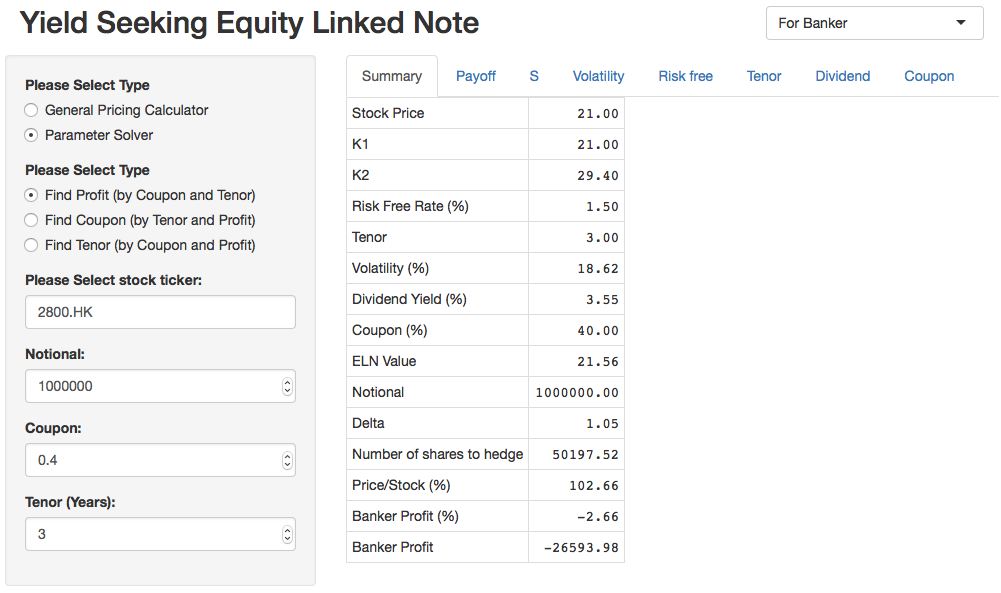 Yield Seeking Equity Linked Note
For Banker
Please Select Type
General Pricing Calculator
Parameter Solver
Please Select Type
Find Profit (by Coupon and Tenor)
Find Coupon (by Tenor and Profit)
Find Tenor (by Coupon and Profit)
Please Select stock ticker:
2800.HK
Notional:
1000000
Coupon:
0.4
Tenor (Years):
3
Summary Payoff S Volatility Risk free Tenor Dividend Coupon
Stock Price 21.00
K1 21.00
K2 29.40
Risk Free Rate (%) 1.50
Tenor 3.00
Volatility (%) 18.62
Dividend Yield (%) 3.55
Coupon (%) 40.00
ELN Value 21.56
Notional 1000000.00
Delta 1.05
Number of shares to hedge 50197.52
Price/Stock (%) 102.66
Banker Profit (%) -2.66
Banker Profit -26593.98